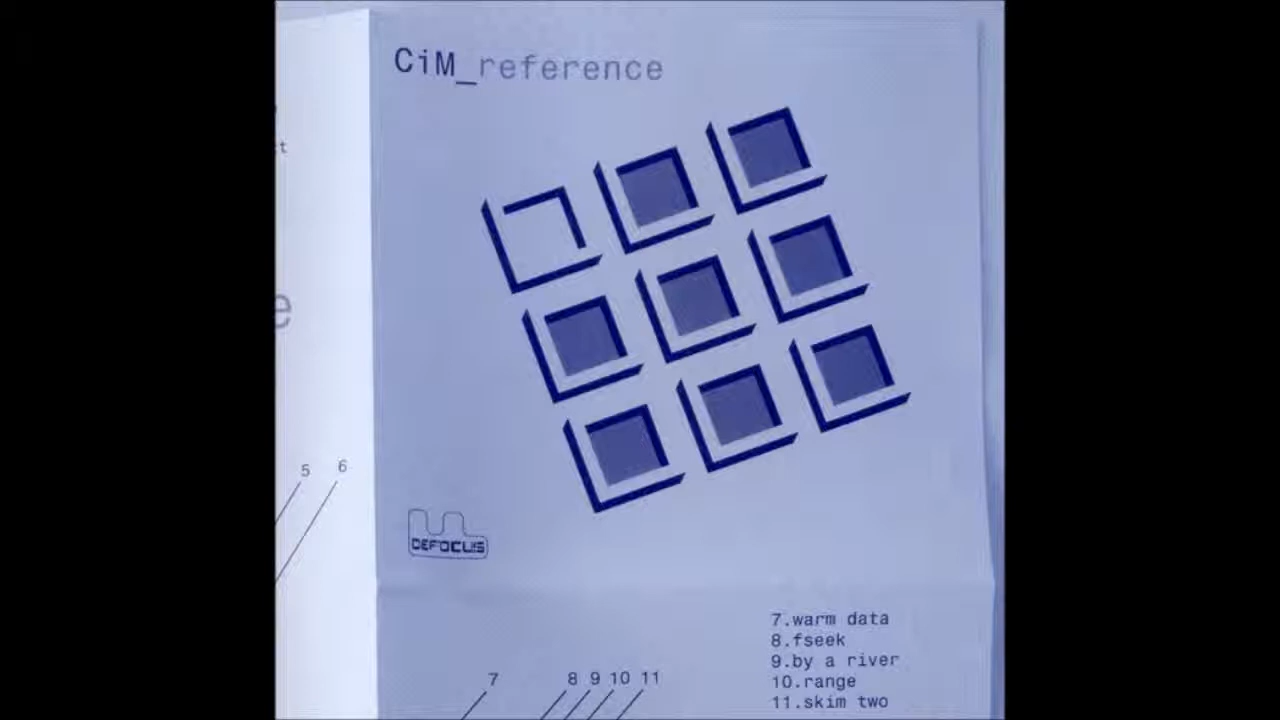 CiM_reference
t
e
5 6
DEFOCUS
7.warm data
8.fseek
9.by a river
10.range
11.skim two
7 8 9 10 11